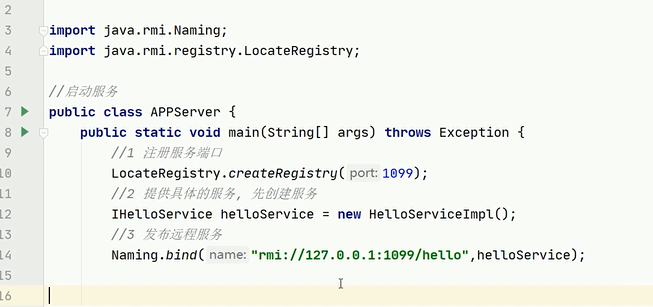 2
3 import java.rmi.Naming;
4 import java.rmi.registry.LocateRegistry;
5
6 //启动服务
7 public class APPServer {
8 public static void main(String[] args) throws Exception {
9 //1 注册服务端口
10 LocateRegistry.createRegistry( port: 1099);
11 //2 提供具体的服务, 先创建服务
12 IHelloService helloService = new HelloServiceImpl();
13 //3 发布远程服务
14 Naming.bind( name: "rmi://127.0.0.1:1099/hello",helloService);
15
16